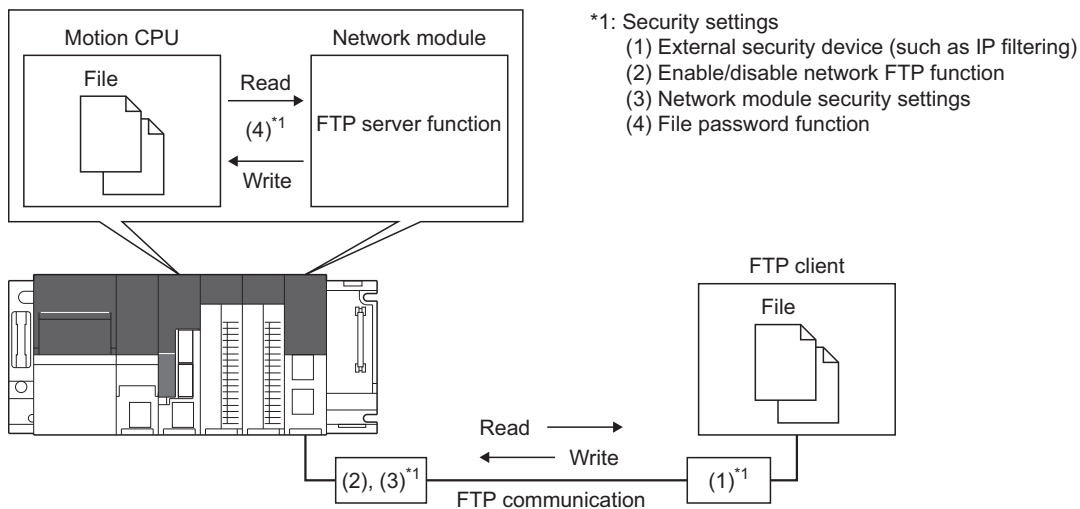 Motion CPU
Network module
File
Read
(4)*1
Write
FTP server function
*1: Security settings
(1) External security device (such as IP filtering)
(2) Enable/disable network FTP function
(3) Network module security settings
(4) File password function
FTP client
File
Read
Write
(2), (3)*1
FTP communication
(1)*1